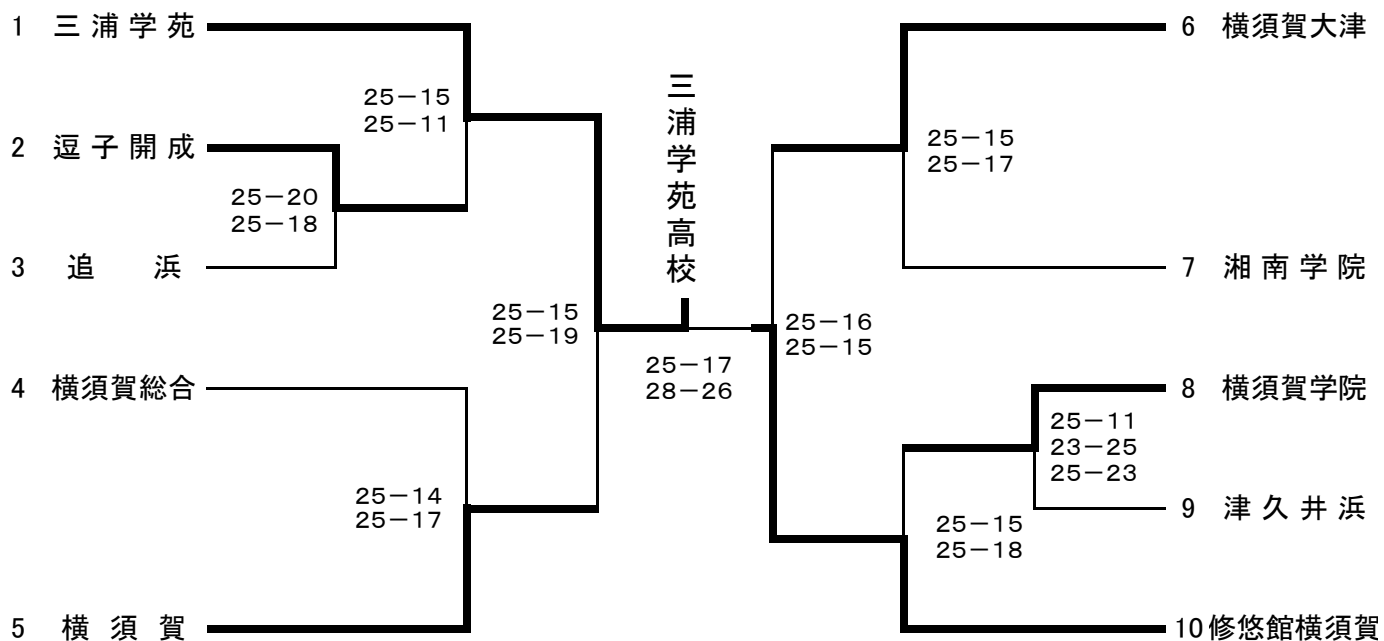 1 三浦学苑
25－15
25－11
2 逗子開成
25－20
25－18
3 追浜
25－15
25－19
4 横須賀総合
25－14
25－17
5 横須賀
三浦学苑高校
25－17
28－26
6 横須賀大津
25－15
25－17
7 湘南学院
25－16
25－15
8 横須賀学院
25－11
23－25
25－23
9 津久井浜
25－15
25－18
10 修悠館横須賀